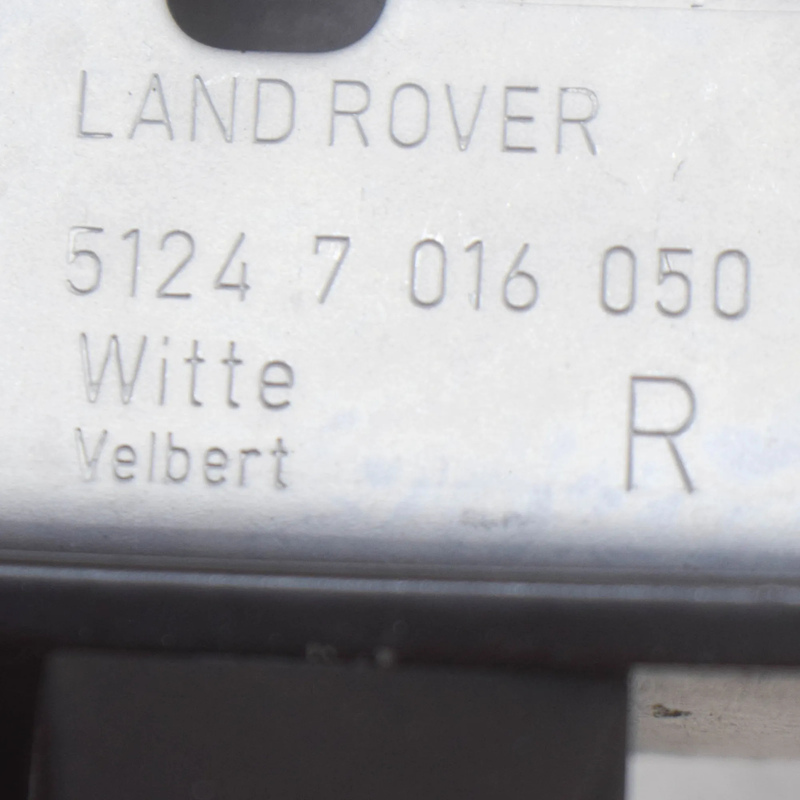 LAND ROVER
5124 7 016 050
Witte
R
Velbert